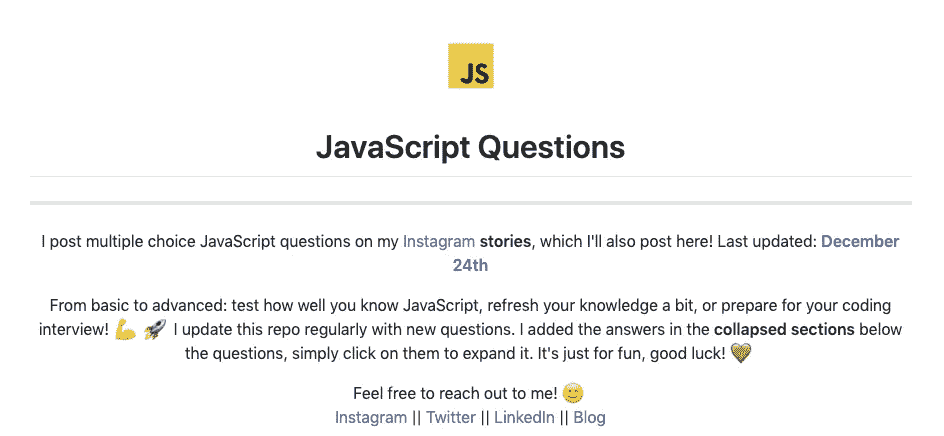 JS
JavaScript Questions
I post multiple choice JavaScript questions on my Instagram stories, which I'll also post here! Last updated: December
24th
From basic to advanced: test how well you know JavaScript, refresh your knowledge a bit, or prepare for your coding
interview! 💪 🚀 I update this repo regularly with new questions. I added the answers in the collapsed sections below
the questions, simply click on them to expand it. It's just for fun, good luck! 💛
Feel free to reach out to me! 😊
Instagram || Twitter || LinkedIn || Blog